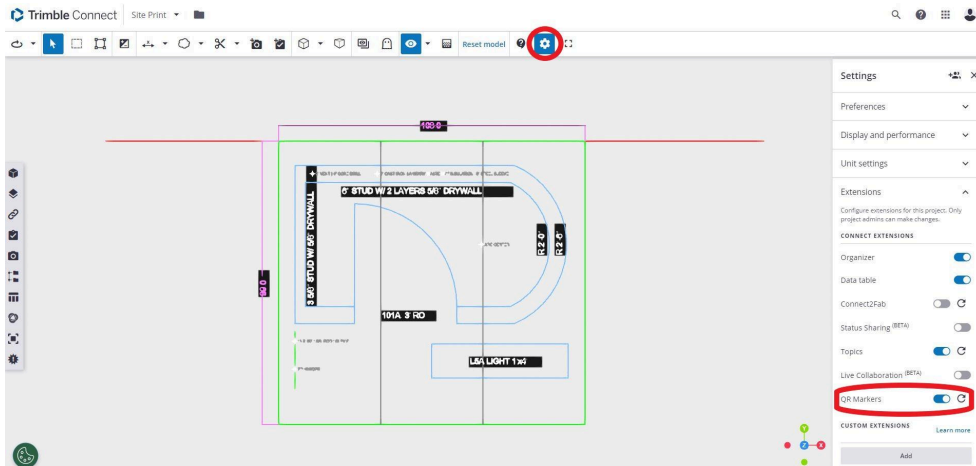 Trimble Connect
Site Print
Reset model
Settings
Preferences
Display and performance
Unit settings
Extensions
Configure extensions for this project. Only
project admins can make changes.
CONNECT EXTENSIONS
Organizer
Data table
Connect2Fab
Status Sharing (BETA)
Topics
Live Collaboration (BETA)
QR Markers
CUSTOM EXTENSIONS
Learn more
Add
6" STUD W/ 2 LAYERS 5/8" DRYWALL
3 5/8" STUD W/ 5/8" DRYWALL
R 2' 0"
R 2' 6"
101A 3' RO
L5A LIGHT 1'x4'
Y
Z
X